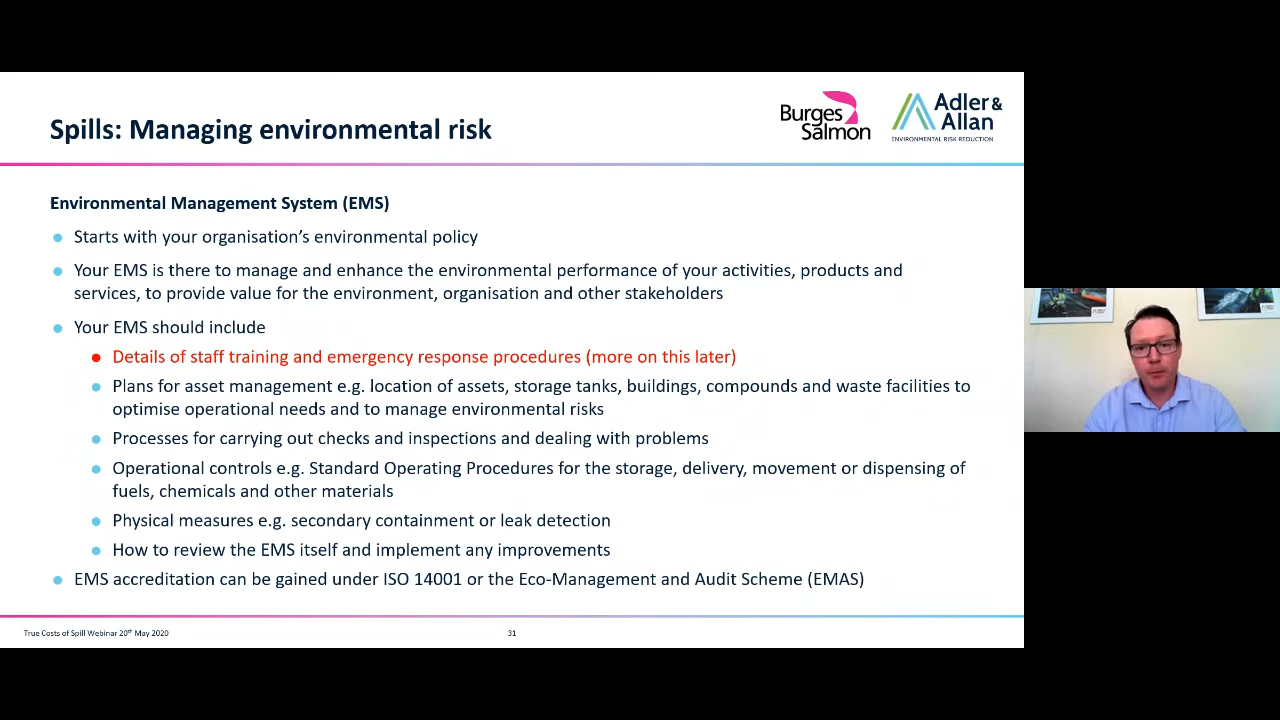 Spills: Managing environmental risk
Burges
Salmon
Adler &
Allan
ENVIRONMENTAL RISK REDUCTION
Environmental Management System (EMS)
Starts with your organisation's environmental policy
Your EMS is there to manage and enhance the environmental performance of your activities, products and
services, to provide value for the environment, organisation and other stakeholders
Your EMS should include
Details of staff training and emergency response procedures (more on this later)
Plans for asset management e.g. location of assets, storage tanks, buildings, compounds and waste facilities to
optimise operational needs and to manage environmental risks
Processes for carrying out checks and inspections and dealing with problems
Operational controls e.g. Standard Operating Procedures for the storage, delivery, movement or dispensing of
fuels, chemicals and other materials
Physical measures e.g. secondary containment or leak detection
How to review the EMS itself and implement any improvements
EMS accreditation can be gained under ISO 14001 or the Eco-Management and Audit Scheme (EMAS)
True Costs of Spill Webinar 20th May 2020
31